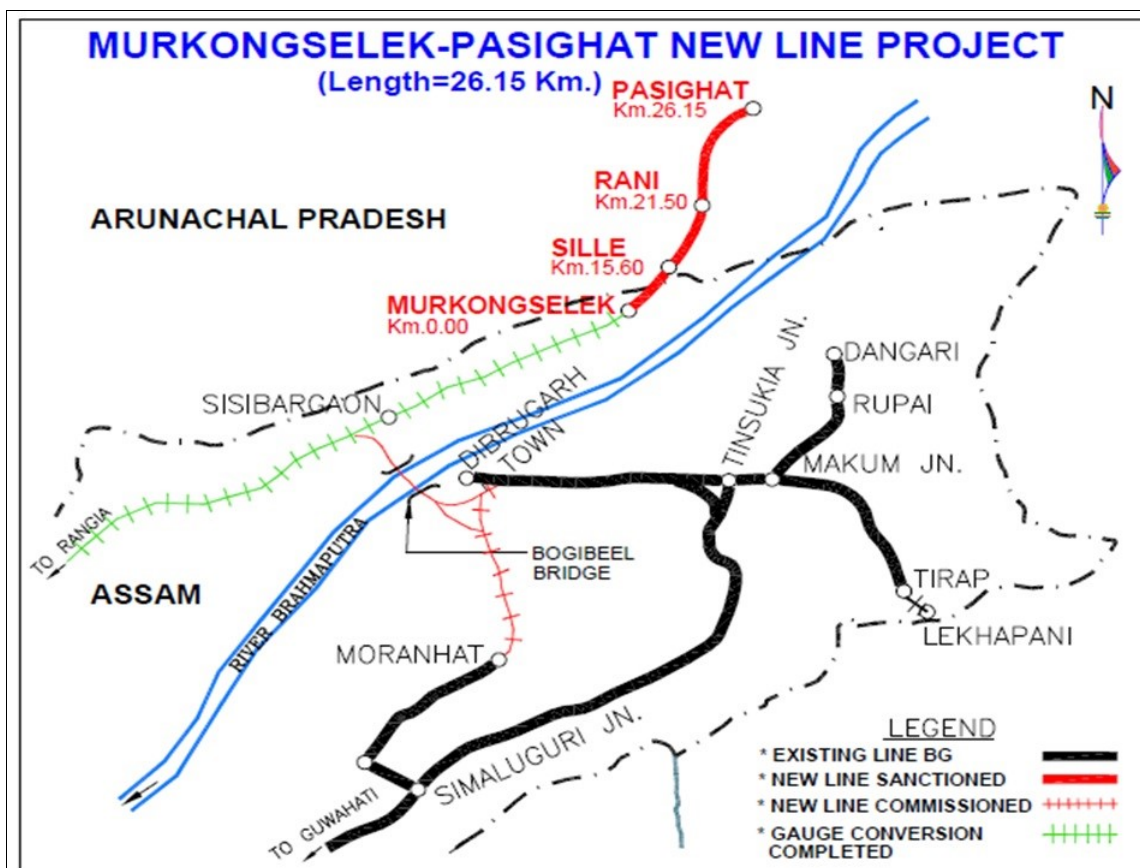 MURKONGSELEK-PASIGHAT NEW LINE PROJECT
(Length=26.15 Km.)
PASIGHAT
Km.26.15
N
RANI
Km.21.50
ARUNACHAL PRADESH
SILLE
Km.15.60
MURKONGSELEK
Km.0.00
SISIBARGAON
DIBRUGARH
TOWN
TINSUKIA JN.
DANGARI
RUPAI
MAKUM JN.
TO RANGIA
RIVER BRAHMAPUTRA
BOGIBEEL
BRIDGE
ASSAM
TIRAP
LEKHAPANI
MORANHAT
SIMALUGURI JN.
TO GUWAHATI
LEGEND
* EXISTING LINE BG
* NEW LINE SANCTIONED
* NEW LINE COMMISSIONED
* GAUGE CONVERSION
COMPLETED